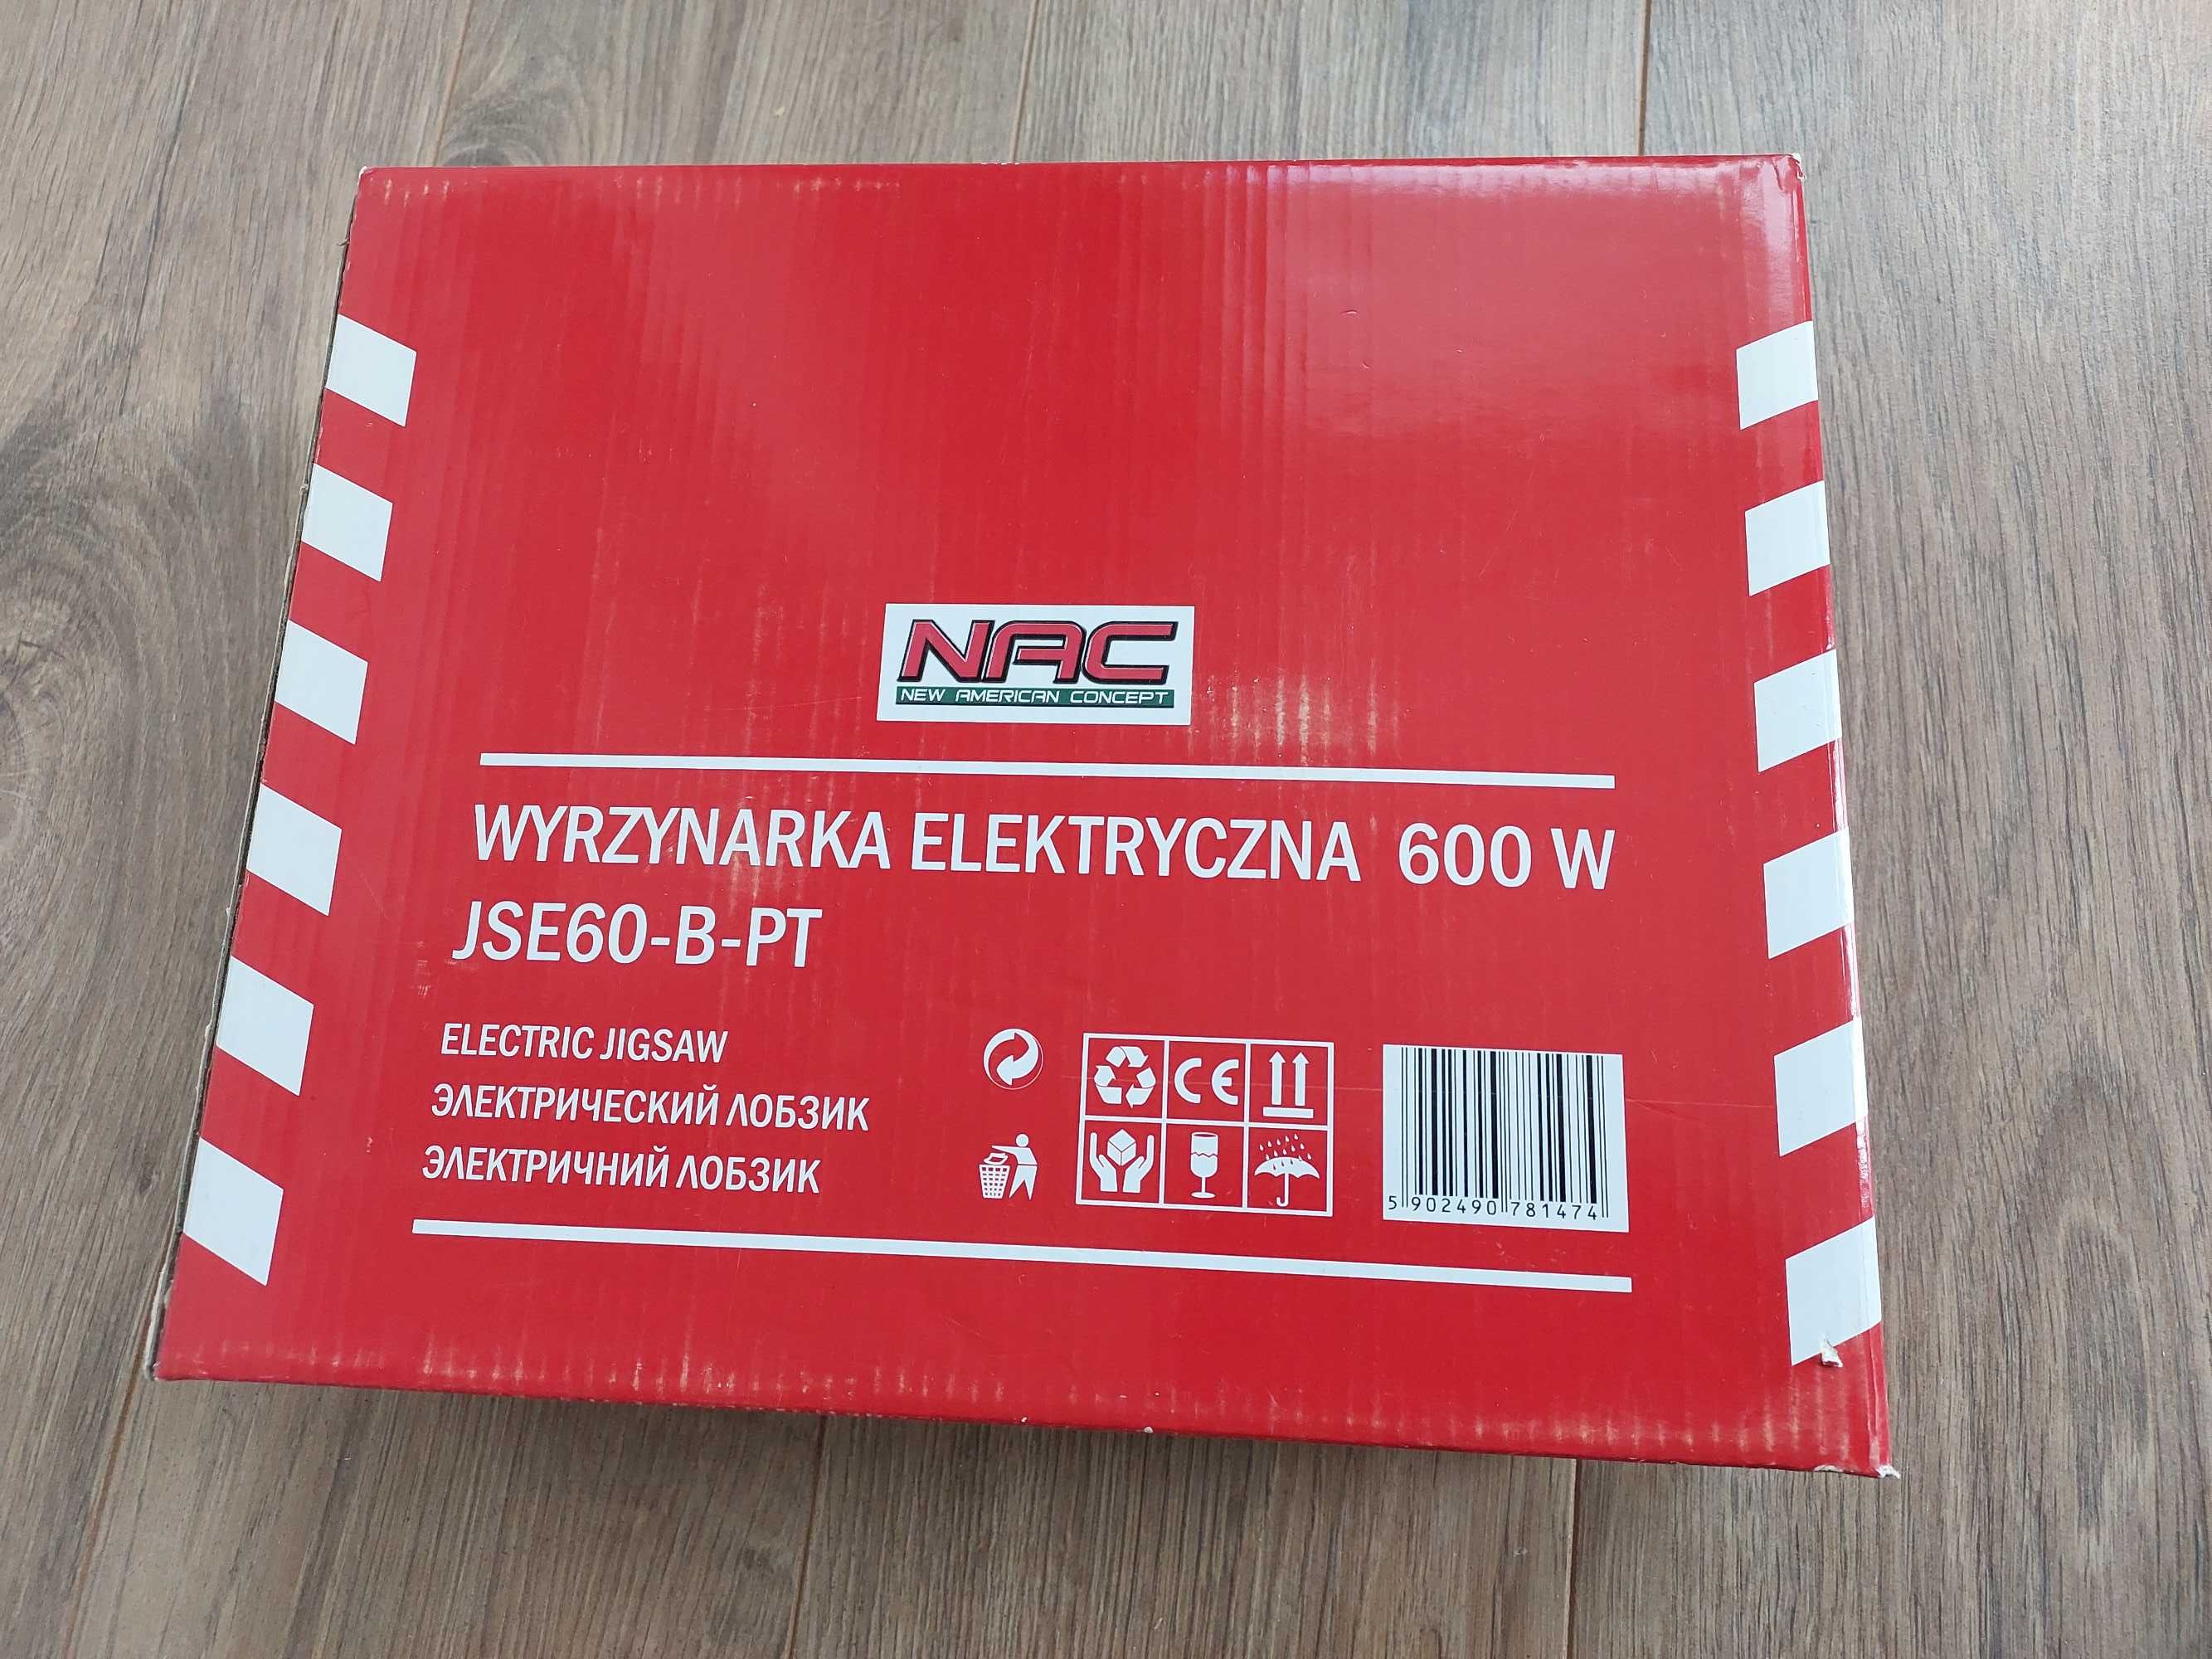 NAC
NEW AMERICAN CONCEPT
WYRZYNARKA ELEKTRYCZNA 600 W
JSE60-B-PT
ELECTRIC JIGSAW
ЭЛЕКТРИЧЕСКИЙ ЛОБЗИК
ЭЛЕКТРИЧНИЙ ЛОБЗИК
CE
5 902490 781474